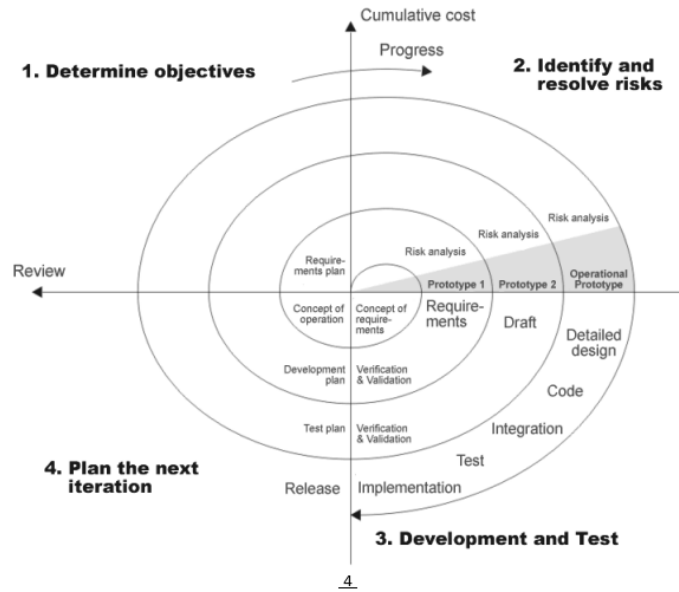 Cumulative cost
Progress
1. Determine objectives
2. Identify and
resolve risks
Risk analysis
Risk analysis
Risk analysis
Require-
ments plan
Review
Prototype 1
Prototype 2
Operational
Prototype
Concept of
operation
Concept of
require-
ments
Require-
ments
Draft
Detailed
design
Development
plan
Verification
& Validation
Code
Test plan
Verification
& Validation
Integration
Test
4. Plan the next
iteration
Release
Implementation
3. Development and Test
4